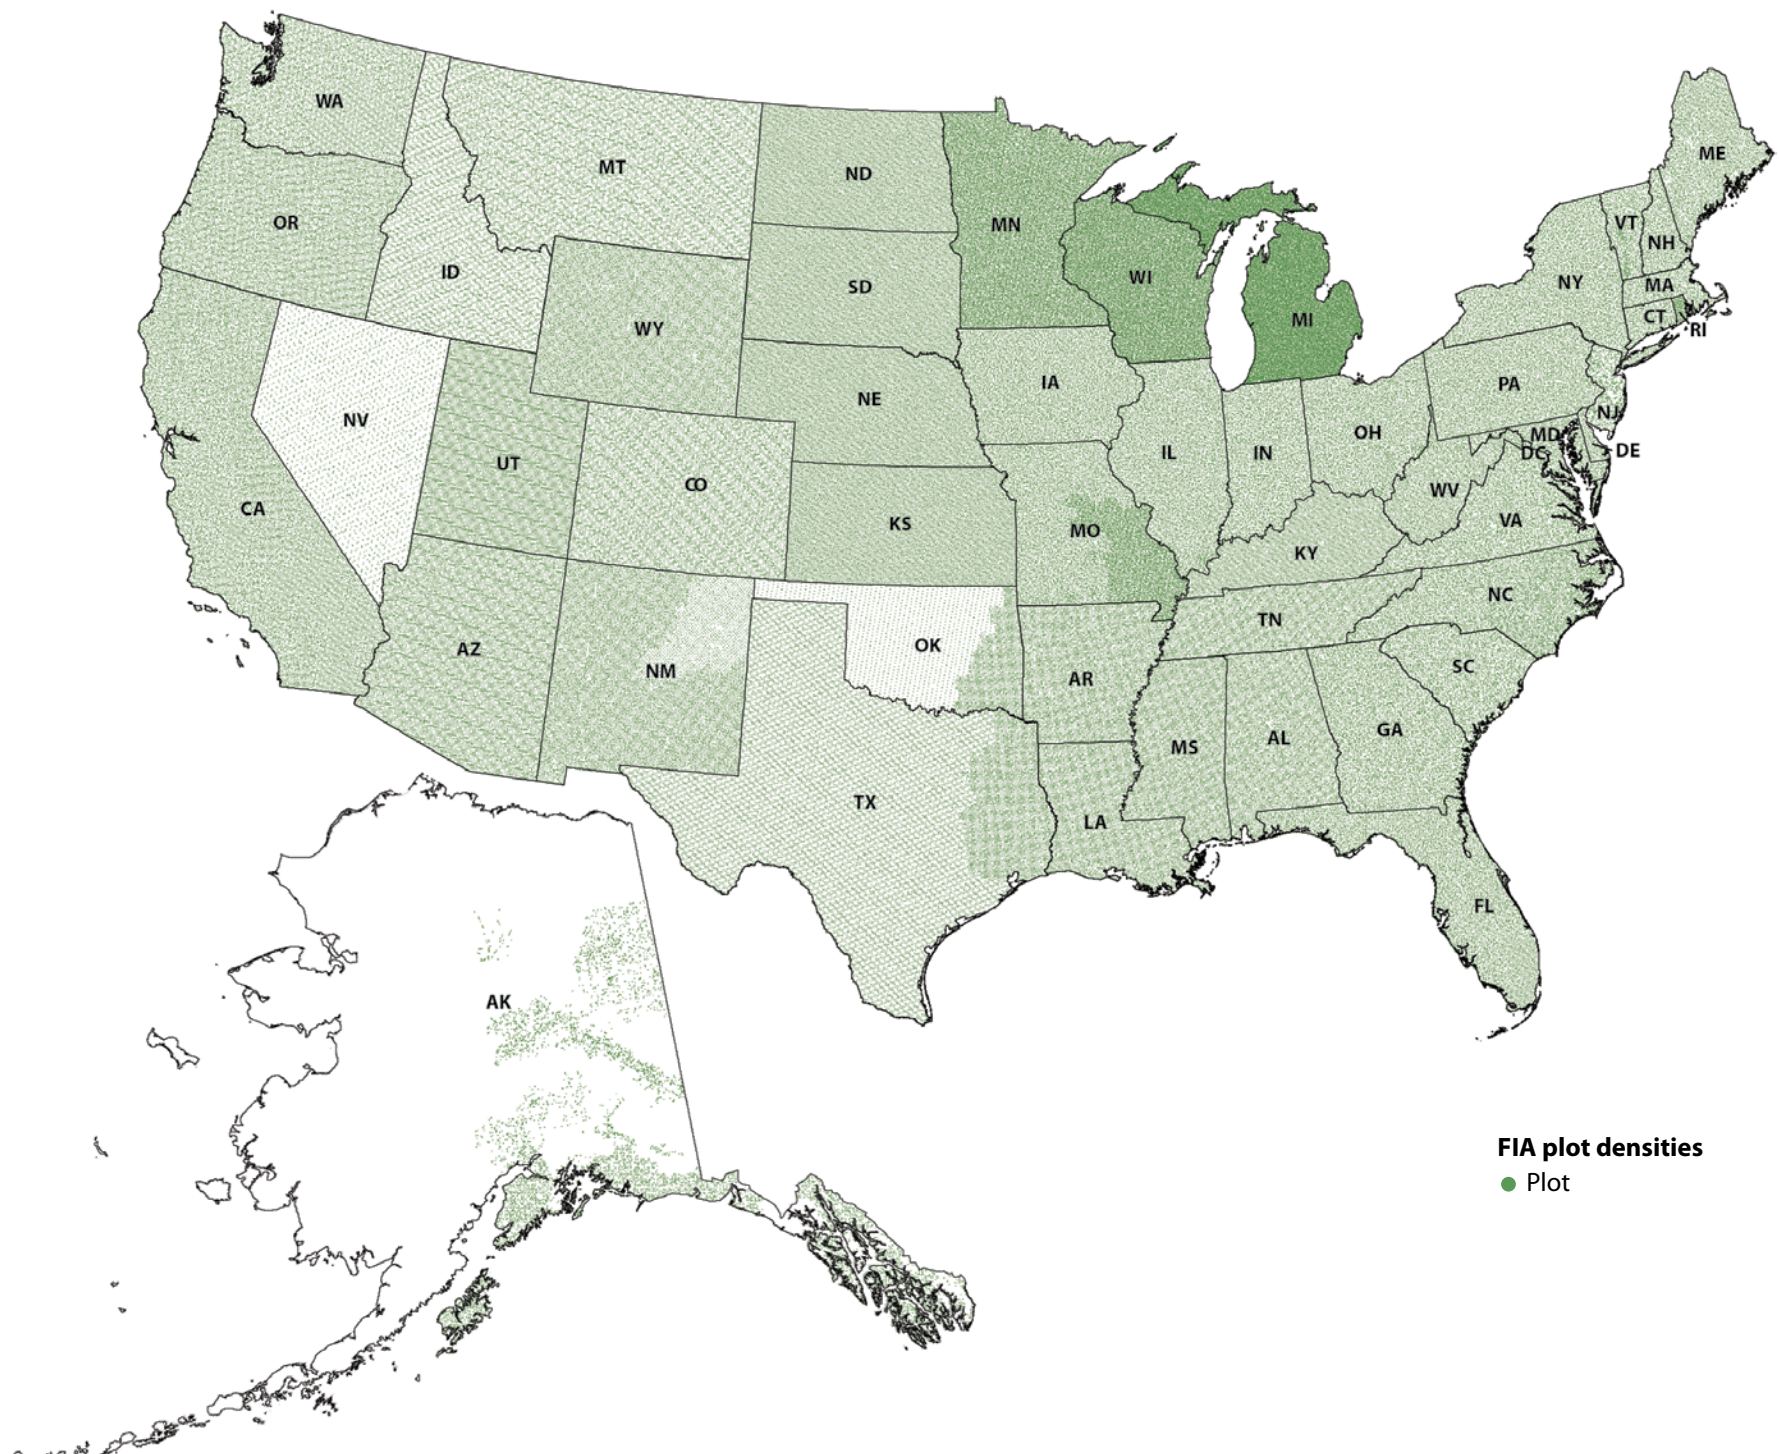 WA
MT
ND
ME
OR
MN
VT
NH
ID
SD
WI
NY
MA
WY
MI
CT
RI
IA
PA
NV
NE
NJ
UT
OH
MD
CO
IL
IN
DC
DE
CA
KS
WV
MO
VA
KY
NC
TN
AZ
NM
OK
AR
SC
MS
AL
GA
TX
LA
FL
AK
FIA plot densities
Plot